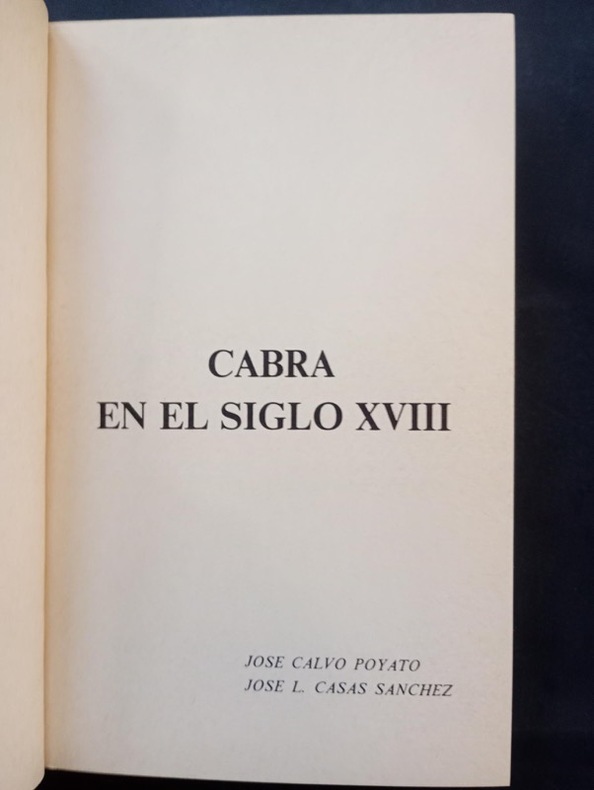 CABRA
EN EL SIGLO XVIII
JOSE CALVO POYATO
JOSE L. CASAS SANCHEZ